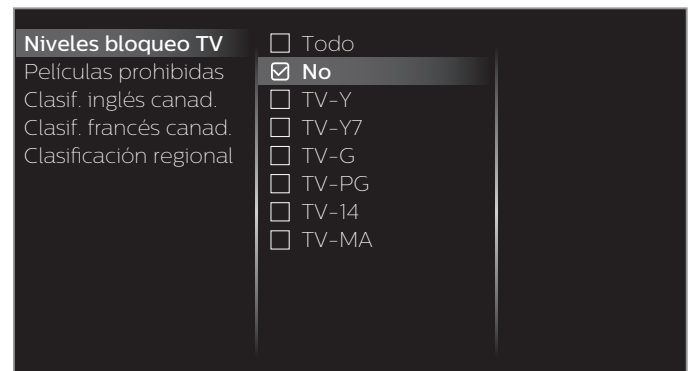 Niveles bloqueo TV
Películas prohibidas
Clasif. inglés canad.
Clasif. francés canad.
Clasificación regional
Todo
No
TV-Y
TV-Y7
TV-G
TV-PG
TV-14
TV-MA